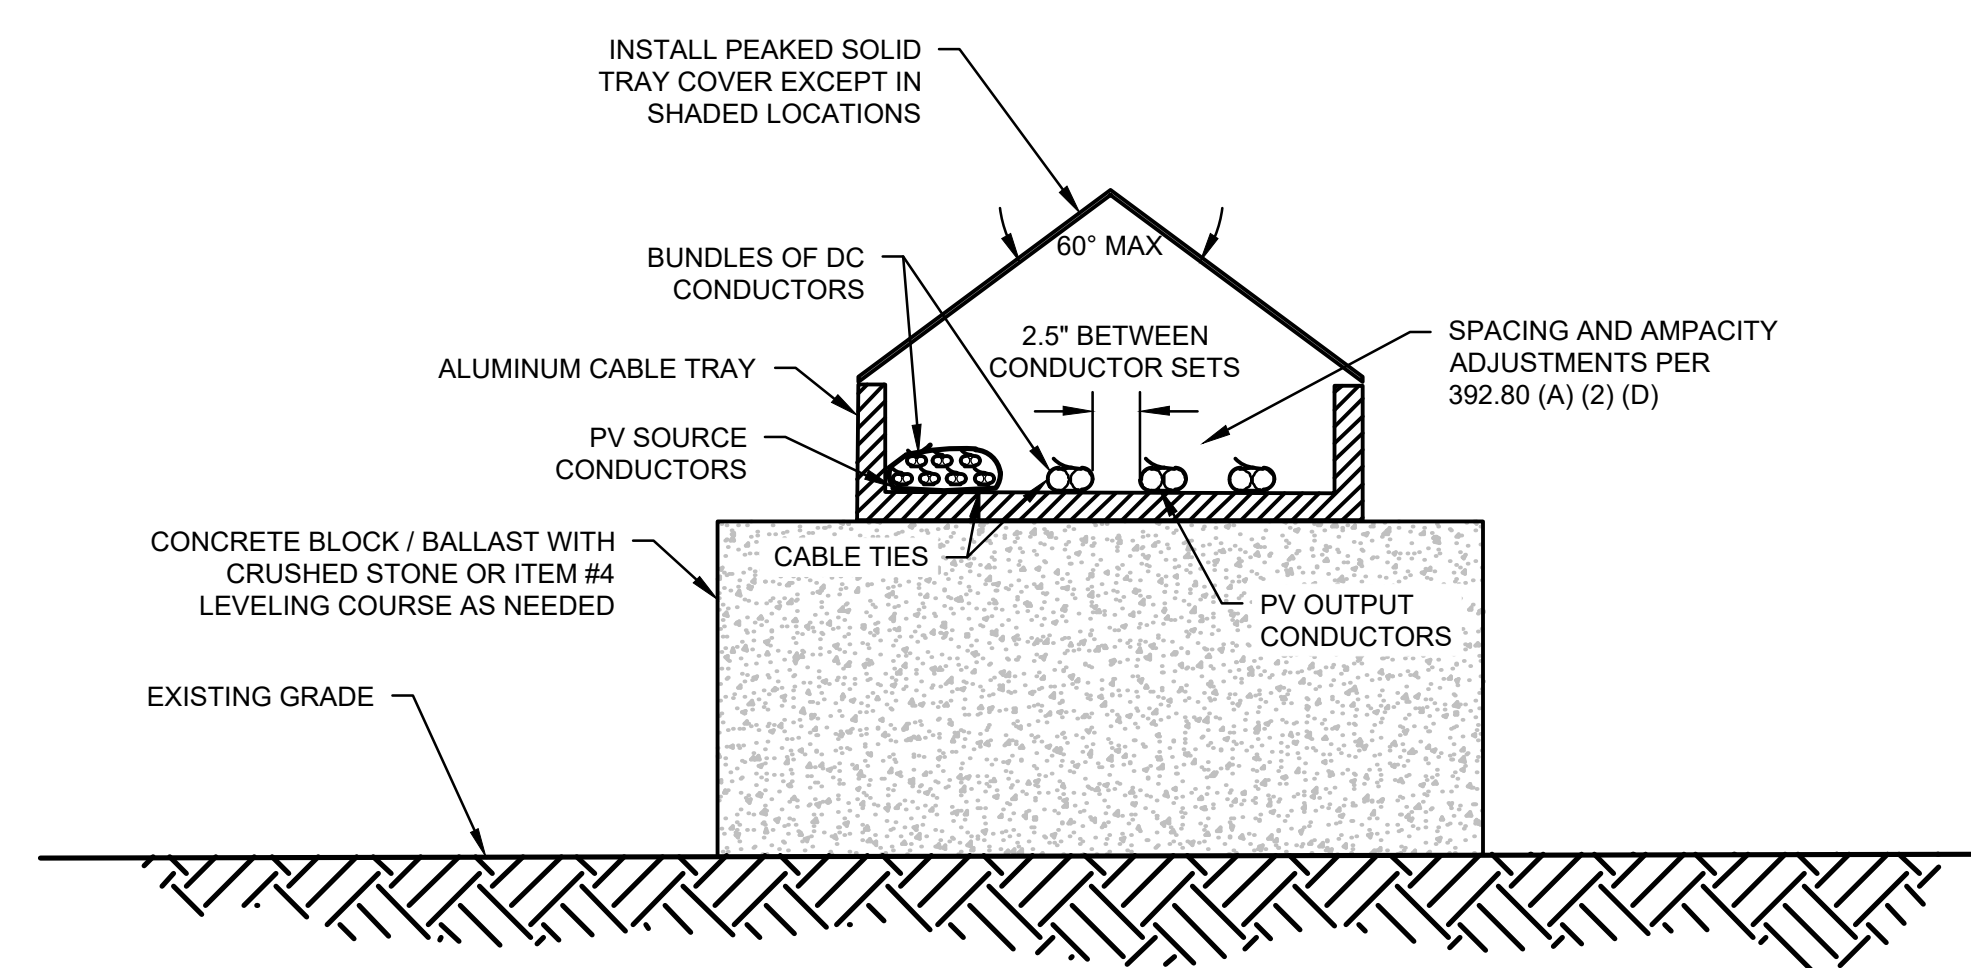 INSTALL PEAKED SOLID
TRAY COVER EXCEPT IN
SHADED LOCATIONS
60° MAX
BUNDLES OF DC
CONDUCTORS
2.5" BETWEEN
CONDUCTOR SETS
SPACING AND AMPACITY
ADJUSTMENTS PER
392.80 (A) (2) (D)
ALUMINUM CABLE TRAY
PV SOURCE
CONDUCTORS
CONCRETE BLOCK / BALLAST WITH
CRUSHED STONE OR ITEM #4
LEVELING COURSE AS NEEDED
CABLE TIES
PV OUTPUT
CONDUCTORS
EXISTING GRADE